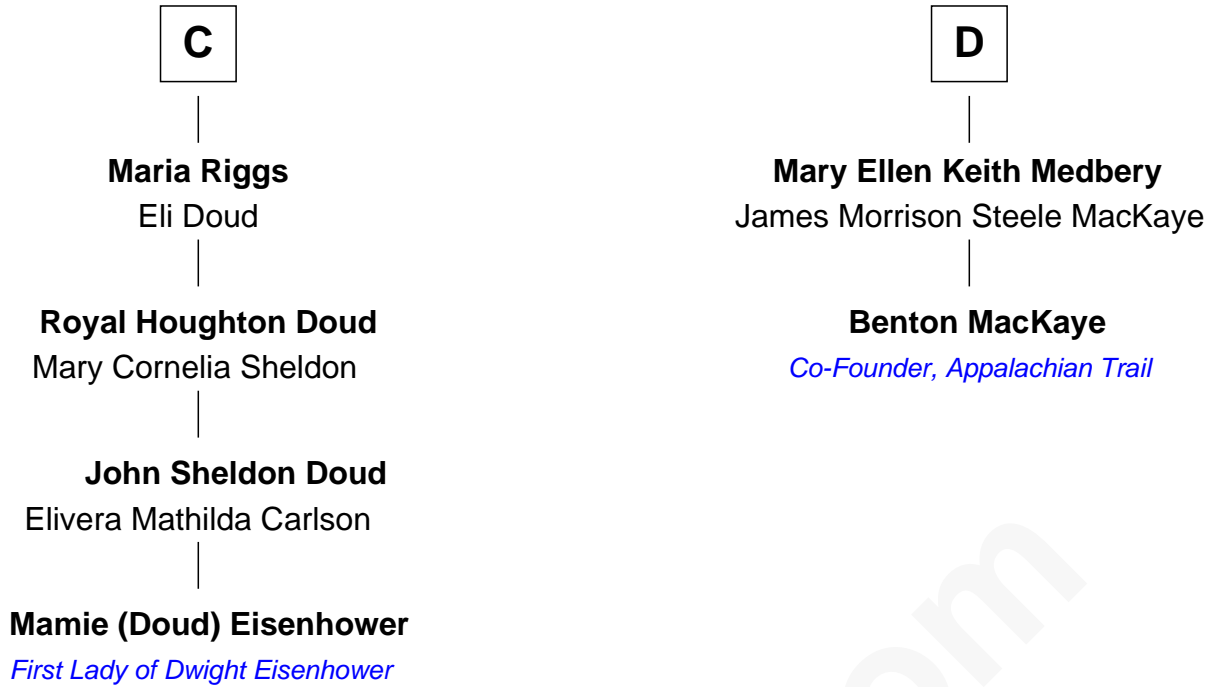 C
Maria Riggs
Eli Doud
Royal Houghton Doud
Mary Cornelia Sheldon
John Sheldon Doud
Elivera Mathilda Carlson
Mamie (Doud) Eisenhower
First Lady of Dwight Eisenhower
D
Mary Ellen Keith Medbery
James Morrison Steele MacKaye
Benton MacKaye
Co-Founder, Appalachian Trail
om